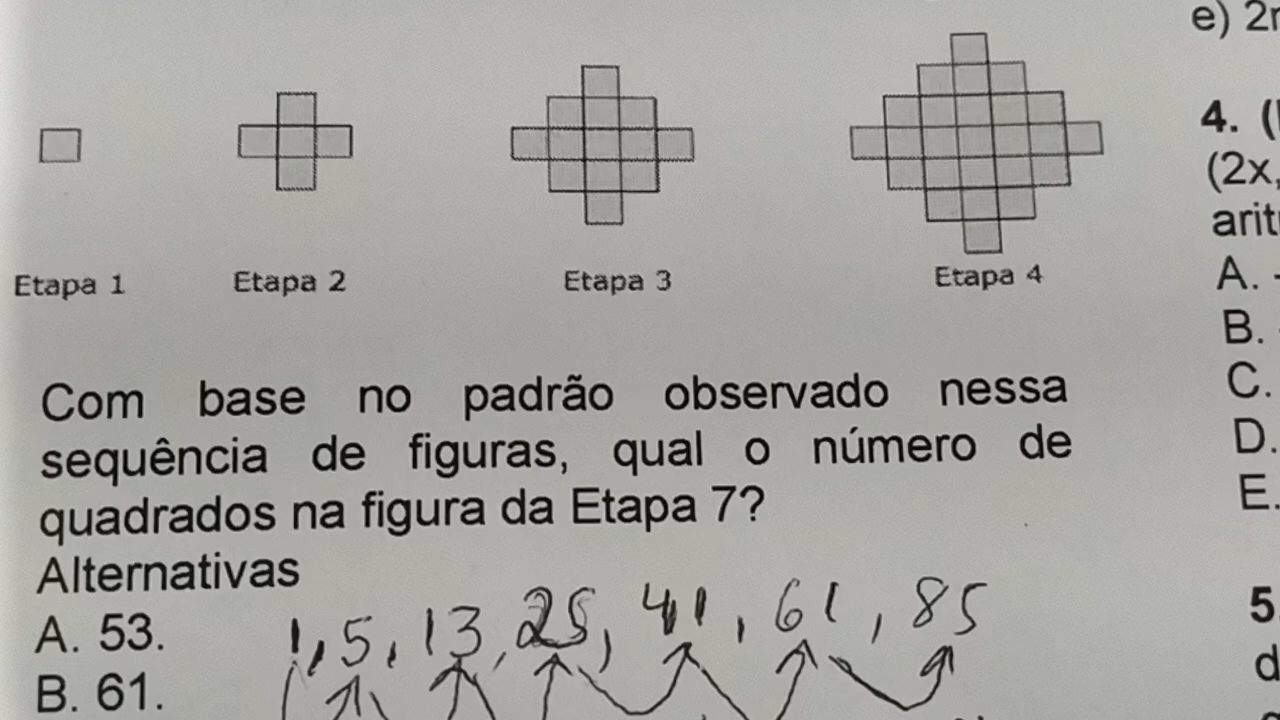 Etapa 1 Etapa 2 Etapa 3 Etapa 4
Com base no padrão observado nessa
sequência de figuras, qual o número de
quadrados na figura da Etapa 7?
Alternativas
A. 53.
B. 61.
1, 5, 13, 25, 41, 61, 85
e) 2
4. (
(2x,
arit
A. -
B.
C.
D.
E.
5
d